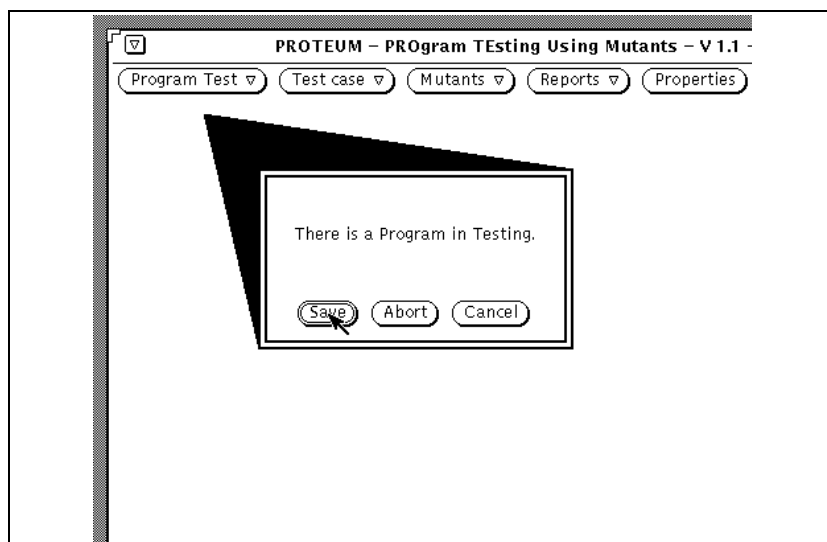 PROTEUM – PROgram TEsting Using Mutants – V 1.1 -
Program Test Test case Mutants Reports Properties
There is a Program in Testing.
Save Abort Cancel